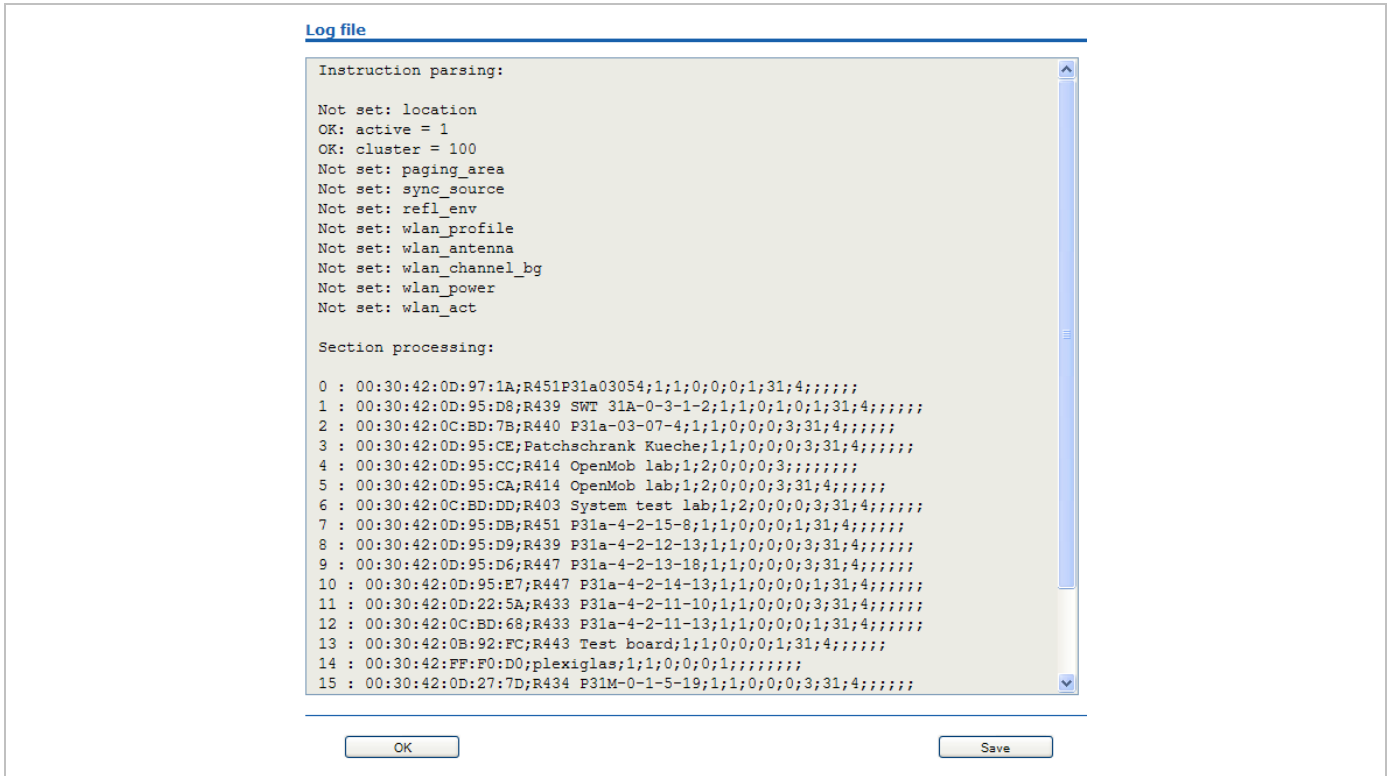 Log file
Instruction parsing:
Not set: location
OK: active = 1
OK: cluster = 100
Not set: paging_area
Not set: sync_source
Not set: refl_env
Not set: wlan_profile
Not set: wlan_antenna
Not set: wlan_channel_bg
Not set: wlan_power
Not set: wlan_act
Section processing:
0 : 00:30:42:0D:97:1A;R451P31a03054;1;1;0;0;0;1;31;4;;;;;;
1 : 00:30:42:0D:95:D8;R439 SWT 31A-0-3-1-2;1;1;0;1;0;1;31;4;;;;;;
2 : 00:30:42:0C:BD:7B;R440 P31a-03-07-4;1;1;0;0;0;3;31;4;;;;;;
3 : 00:30:42:0D:95:CE;Patchschrank Kueche;1;1;0;0;0;3;31;4;;;;;;
4 : 00:30:42:0D:95:CC;R414 OpenMob lab;1;2;0;0;0;3;;;;;;;;
5 : 00:30:42:0D:95:CA;R414 OpenMob lab;1;2;0;0;0;3;31;4;;;;;;
6 : 00:30:42:0C:BD:DD;R403 System test lab;1;2;0;0;0;3;31;4;;;;;;
7 : 00:30:42:0D:95:DB;R451 P31a-4-2-15-8;1;1;0;0;0;1;31;4;;;;;;
8 : 00:30:42:0D:95:D9;R439 P31a-4-2-12-13;1;1;0;0;0;3;31;4;;;;;;
9 : 00:30:42:0D:95:D6;R447 P31a-4-2-13-18;1;1;0;0;0;3;31;4;;;;;;
10 : 00:30:42:0D:95:E7;R447 P31a-4-2-14-13;1;1;0;0;0;1;31;4;;;;;;
11 : 00:30:42:0D:22:5A;R433 P31a-4-2-11-10;1;1;0;0;0;3;31;4;;;;;;
12 : 00:30:42:0C:BD:68;R433 P31a-4-2-11-13;1;1;0;0;0;1;31;4;;;;;;
13 : 00:30:42:0B:92:FC;R443 Test board;1;1;0;0;0;1;31;4;;;;;;
14 : 00:30:42:FF:F0:D0;plexiglas;1;1;0;0;0;1;;;;;;;;
15 : 00:30:42:0D:27:7D;R434 P31M-0-1-5-19;1;1;0;0;0;3;31;4;;;;;;
OK
Save